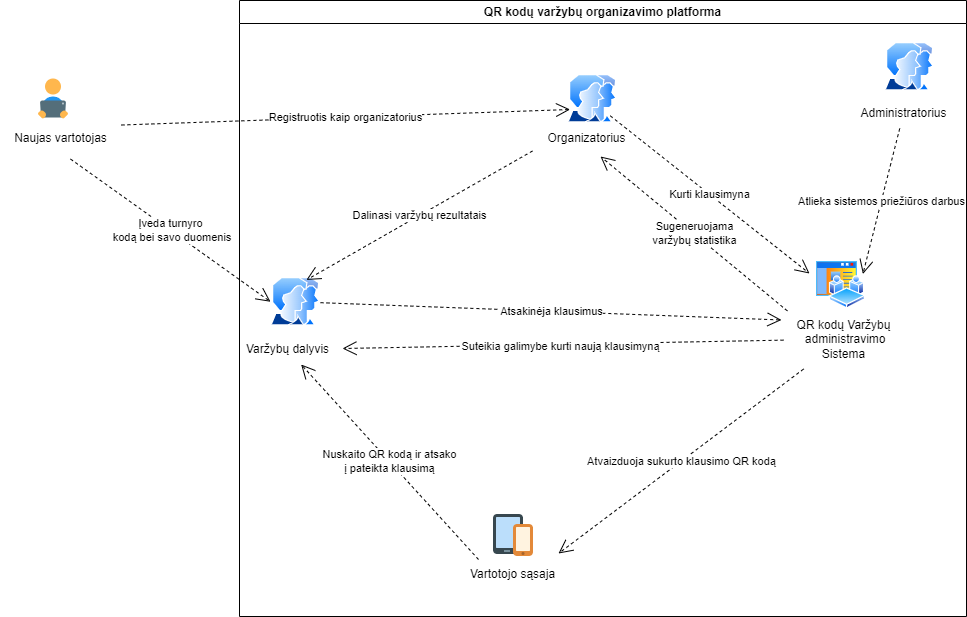 QR kodų varžybų organizavimo platforma
Administratorius
Naujas vartotojas
Registruotis kaip organizatorius
Organizatorius
Kurti klausimyna
Atlieka sistemos priežiūros darbus
Dalinasi varžybų rezultatais
Įveda turnyro
kodą bei savo duomenis
Sugeneruojama
varžybų statistika
Atsakinėja klausimus
QR kodų Varžybų
administravimo
Sistema
Varžybų dalyvis
Suteikia galimybe kurti naują klausimyną
Nuskaito QR kodą ir atsako
į pateikta klausimą
Atvaizduoja sukurto klausimo QR kodą
Vartotojo sąsaja